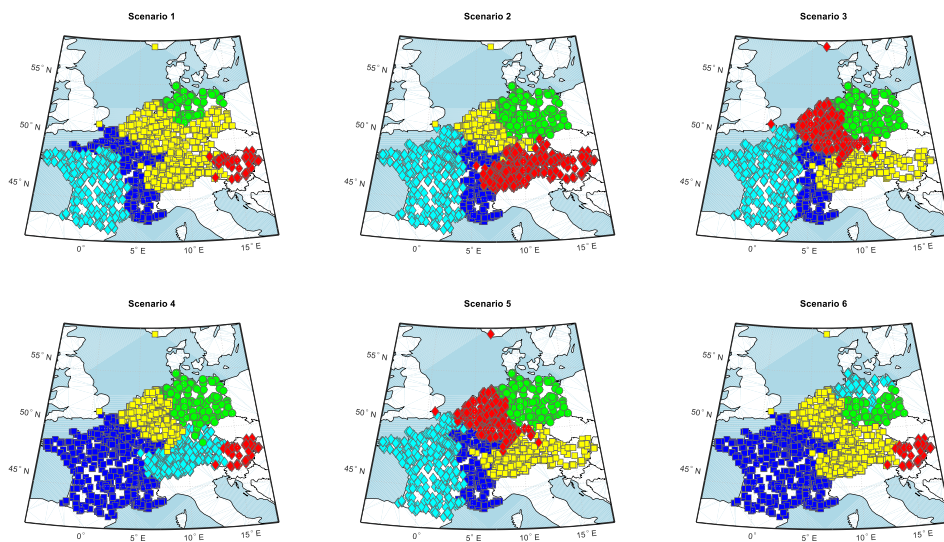 Scenario 1
Scenario 2
Scenario 3
55° N
50° N
45° N
0°
5° E
10° E
15° E
55° N
50° N
45° N
0°
5° E
10° E
15° E
55° N
50° N
45° N
0°
5° E
10° E
15° E
Scenario 4
Scenario 5
Scenario 6
55° N
50° N
45° N
0°
5° E
10° E
15° E
55° N
50° N
45° N
0°
5° E
10° E
15° E
55° N
50° N
45° N
0°
5° E
10° E
15° E